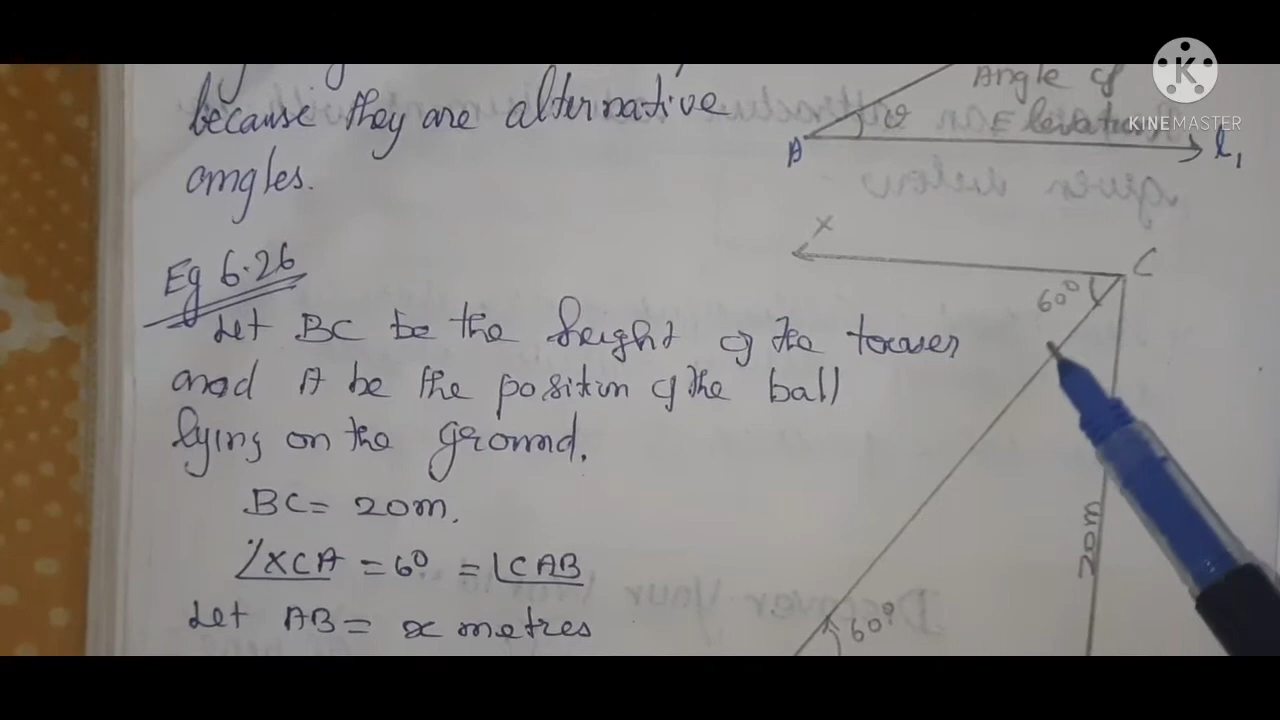 because they are alternative
angles.
Angle of
Elevation
A
l1
KINEMASTER
K
Eg 6.26
X
C
60°
Let BC be the height of the tower
and A be the position of the ball
lying on the ground.
BC = 20m.
∠XCA = 6° = ∠CAB
Let AB = x metres
20m
60°